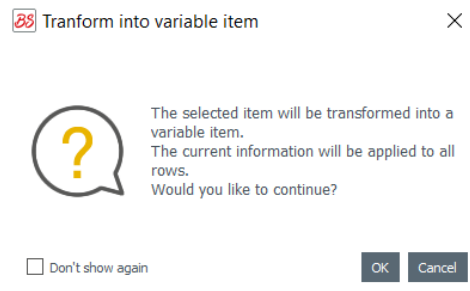 BS Tranform into variable item
The selected item will be transformed into a
variable item.
The current information will be applied to all
rows.
Would you like to continue?
?
Don't show again
OK Cancel